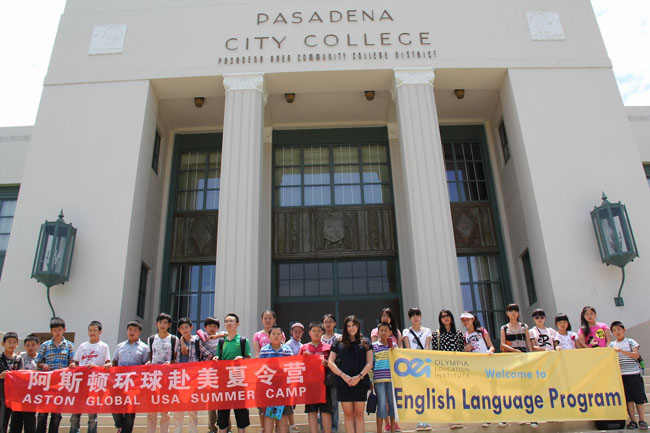 PASADENA
CITY COLLEGE
PASADENA AREA COMMUNITY COLLEGE DISTRICT
阿斯顿环球赴美夏令营
ASTON GLOBAL USA SUMMER CAMP
oei OLYMPIA
EDUCATION
INSTITUTE
Welcome to
English Language Program